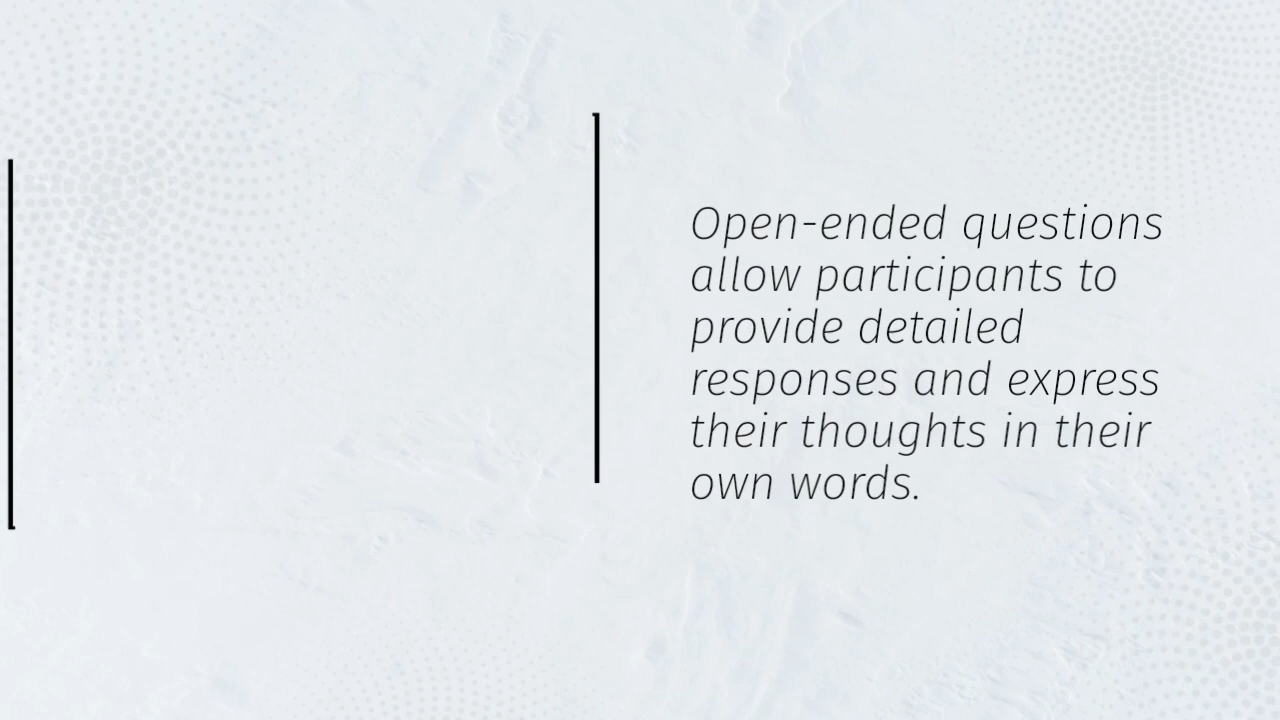 Open-ended questions
allow participants to
provide detailed
responses and express
their thoughts in their
own words.